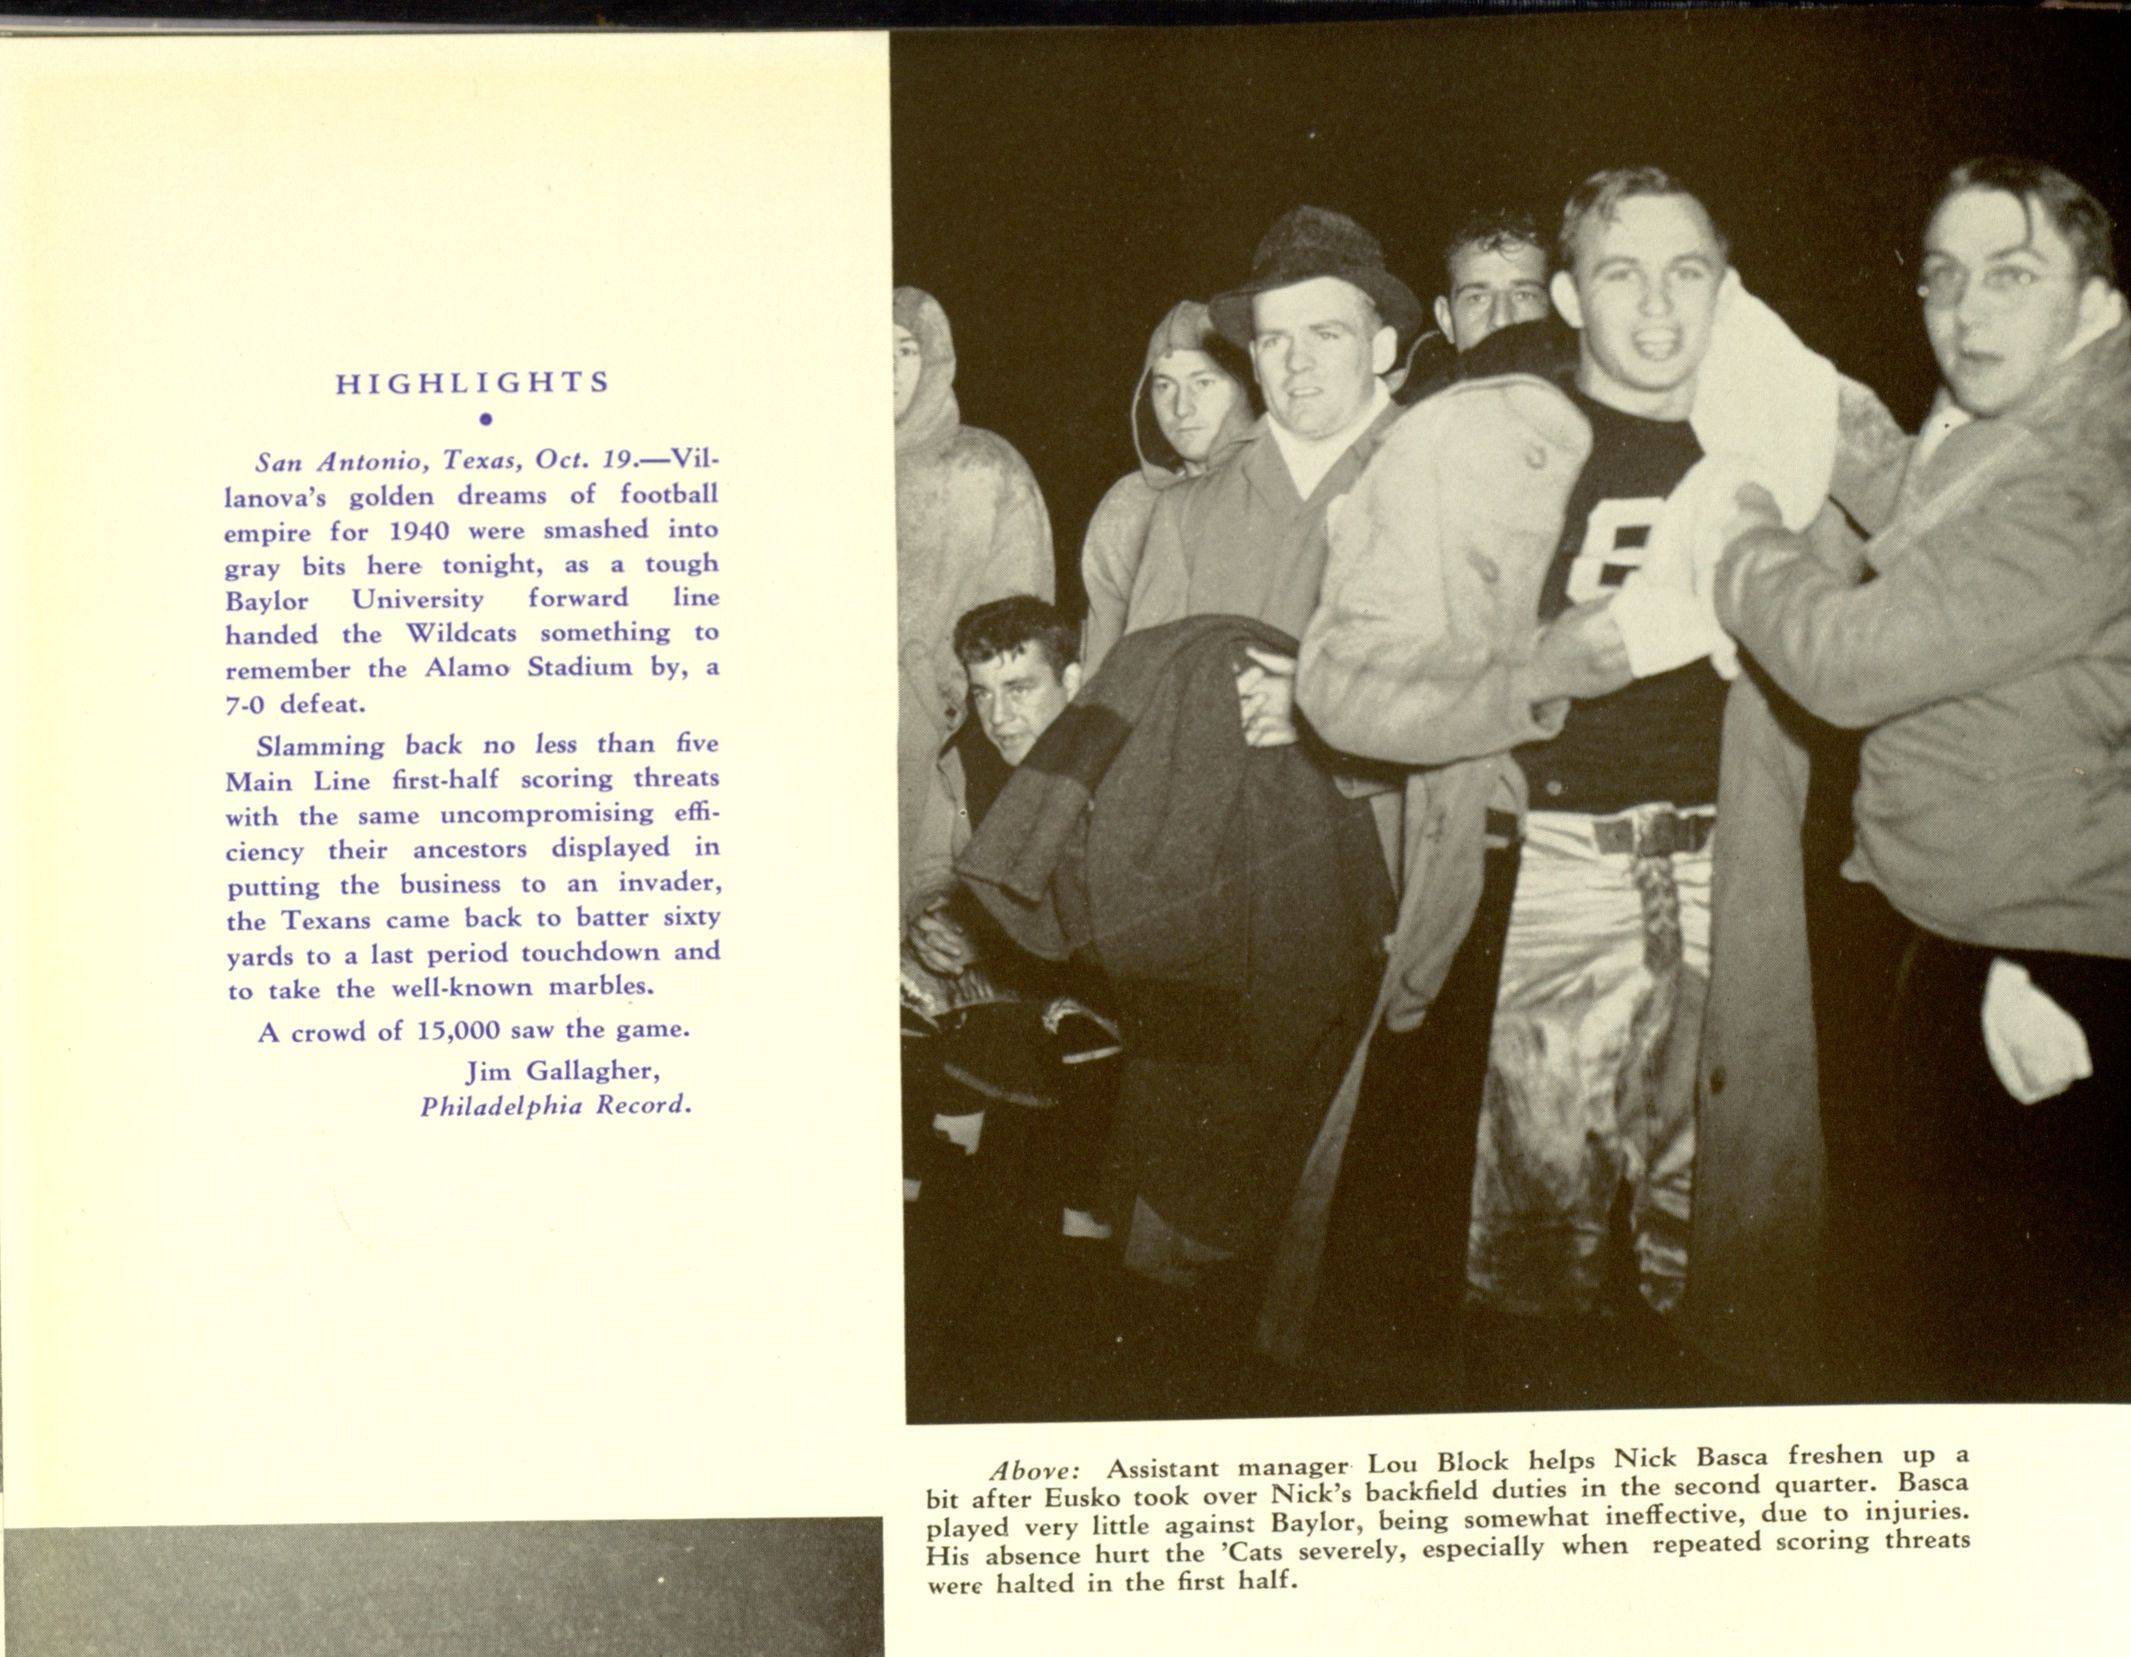 HIGHLIGHTS
San Antonio, Texas, Oct. 19.—Vil-
lanova's golden dreams of football
empire for 1940 were smashed into
gray bits here tonight, as a tough
Baylor University forward line
handed the Wildcats something to
remember the Alamo Stadium by, a
7-0 defeat.
Slamming back no less than five
Main Line first-half scoring threats
with the same uncompromising effi-
ciency their ancestors displayed in
putting the business to an invader,
the Texans came back to batter sixty
yards to a last period touchdown and
to take the well-known marbles.
A crowd of 15,000 saw the game.
Jim Gallagher,
Philadelphia Record.
8
Above: Assistant manager Lou Block helps Nick Basca freshen up a
bit after Eusko took over Nick's backfield duties in the second quarter. Basca
played very little against Baylor, being somewhat ineffective, due to injuries.
His absence hurt the 'Cats severely, especially when repeated scoring threats
were halted in the first half.